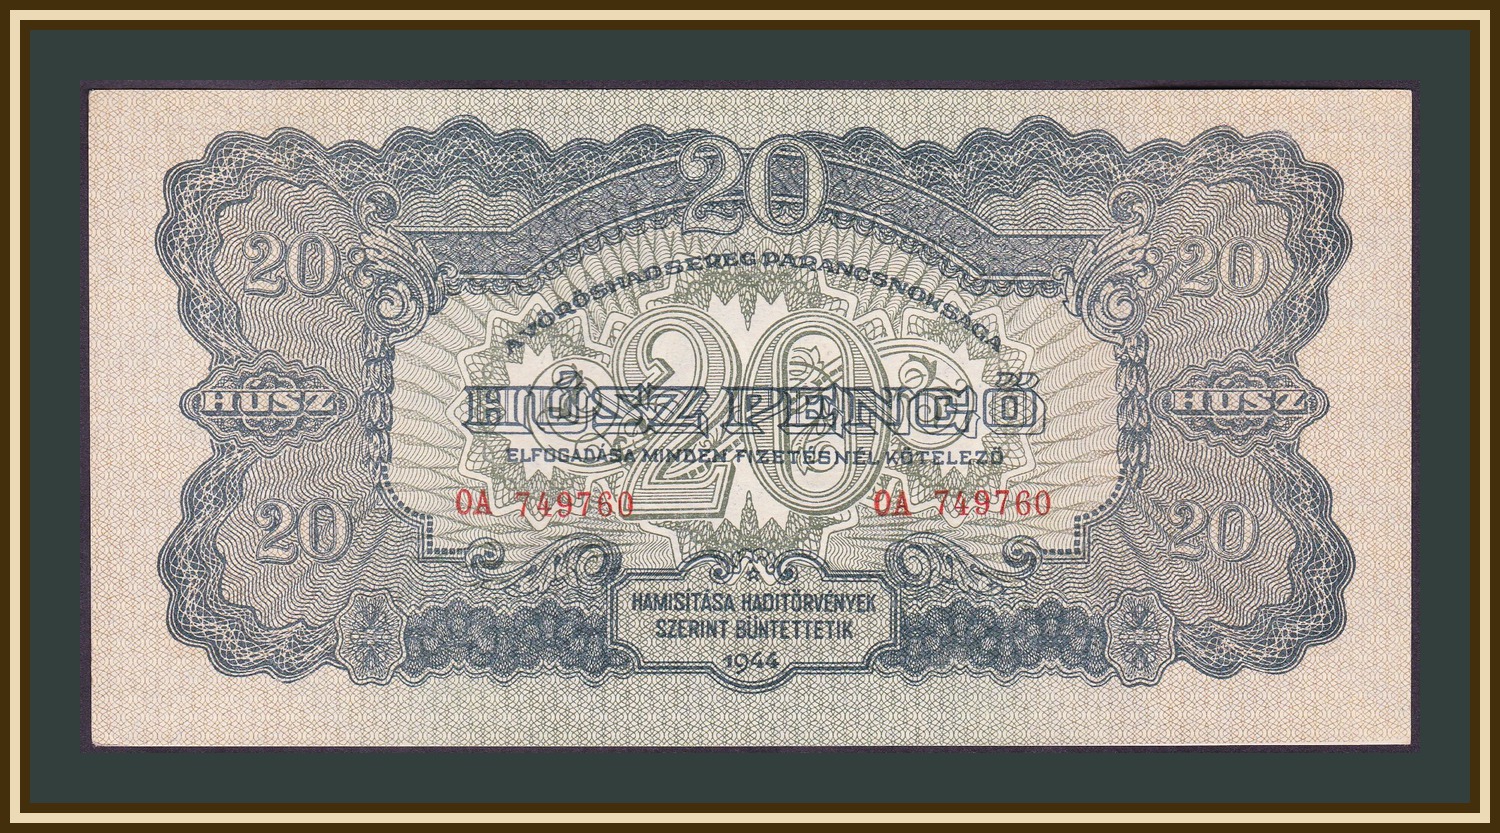 20
20 20
A VÖRÖSHADSEREG PARANCSNOKSÁGA
20
HÚSZ HÚSZ PENGŐ HÚSZ
ELFOGADÁSA MINDEN FIZETÉSNÉL KÖTELEZŐ
OA 749760 OA 749760
20 20
HAMISÍTÁSA HADITÖRVÉNYEK
SZERINT BÜNTETTETIK
1944